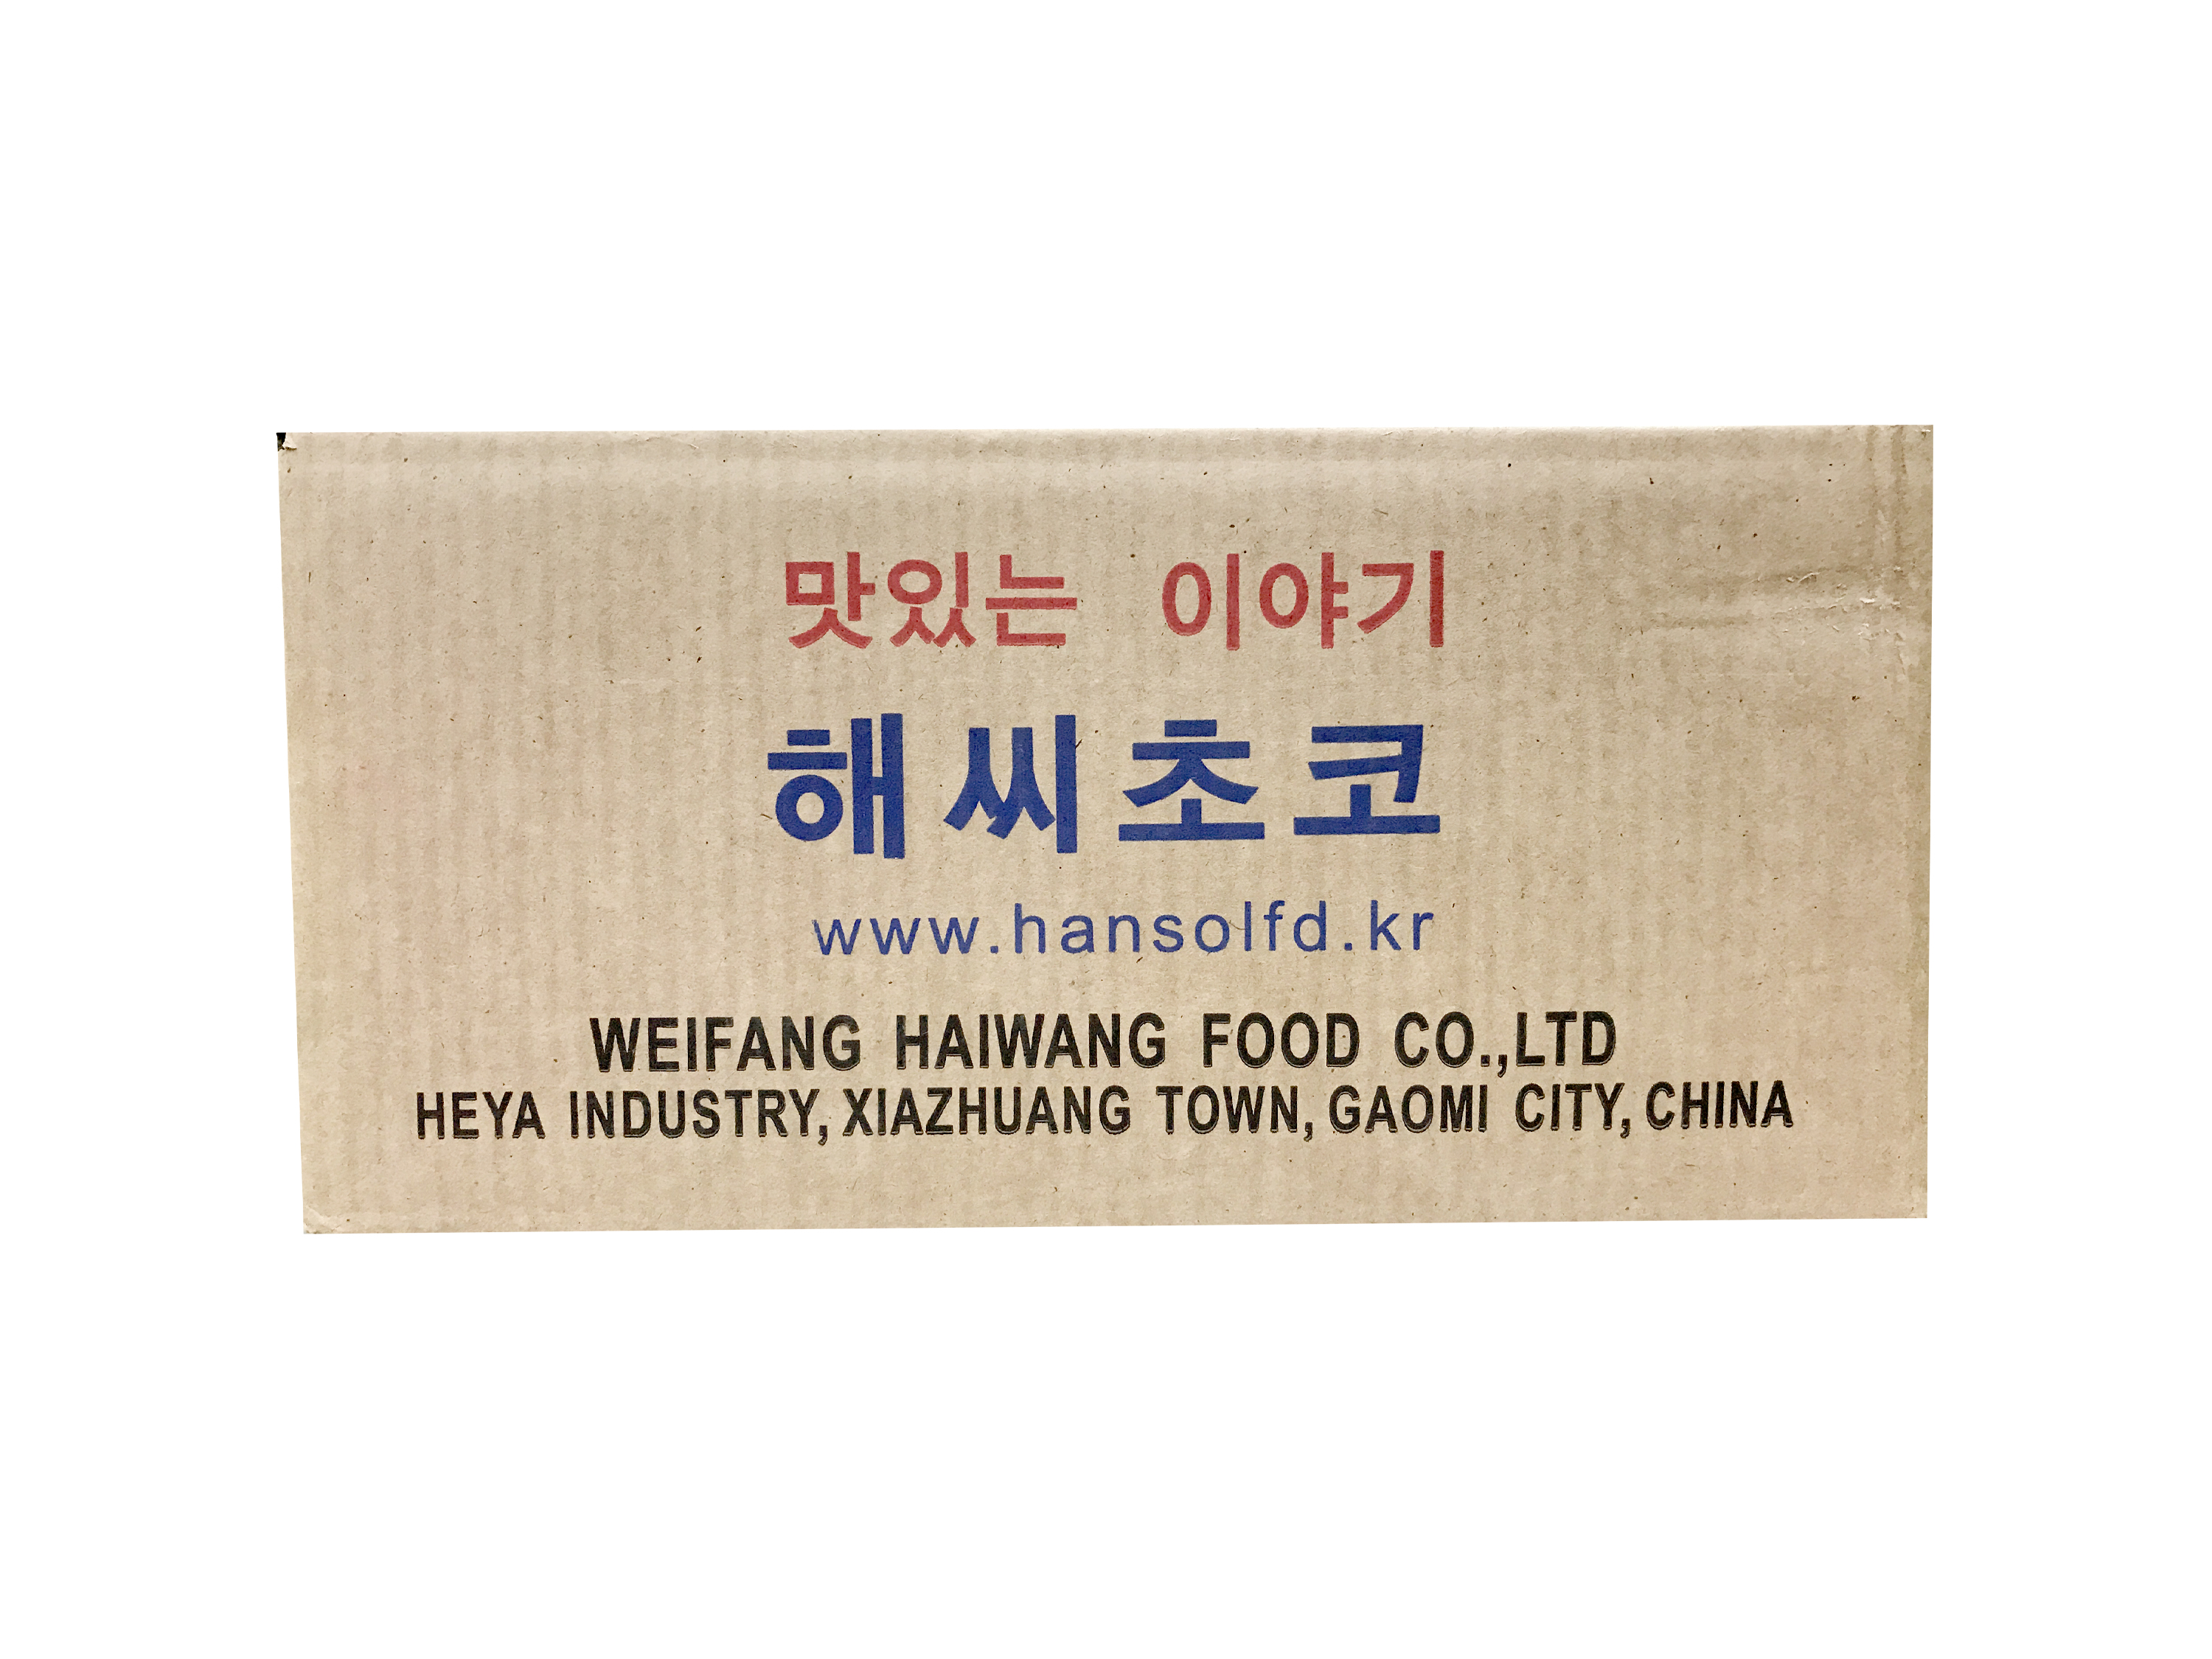 맛있는 이야기
해씨초코
www.hansolfd.kr
WEIFANG HAIWANG FOOD CO.,LTD
HEYA INDUSTRY, XIAZHUANG TOWN, GAOMI CITY, CHINA